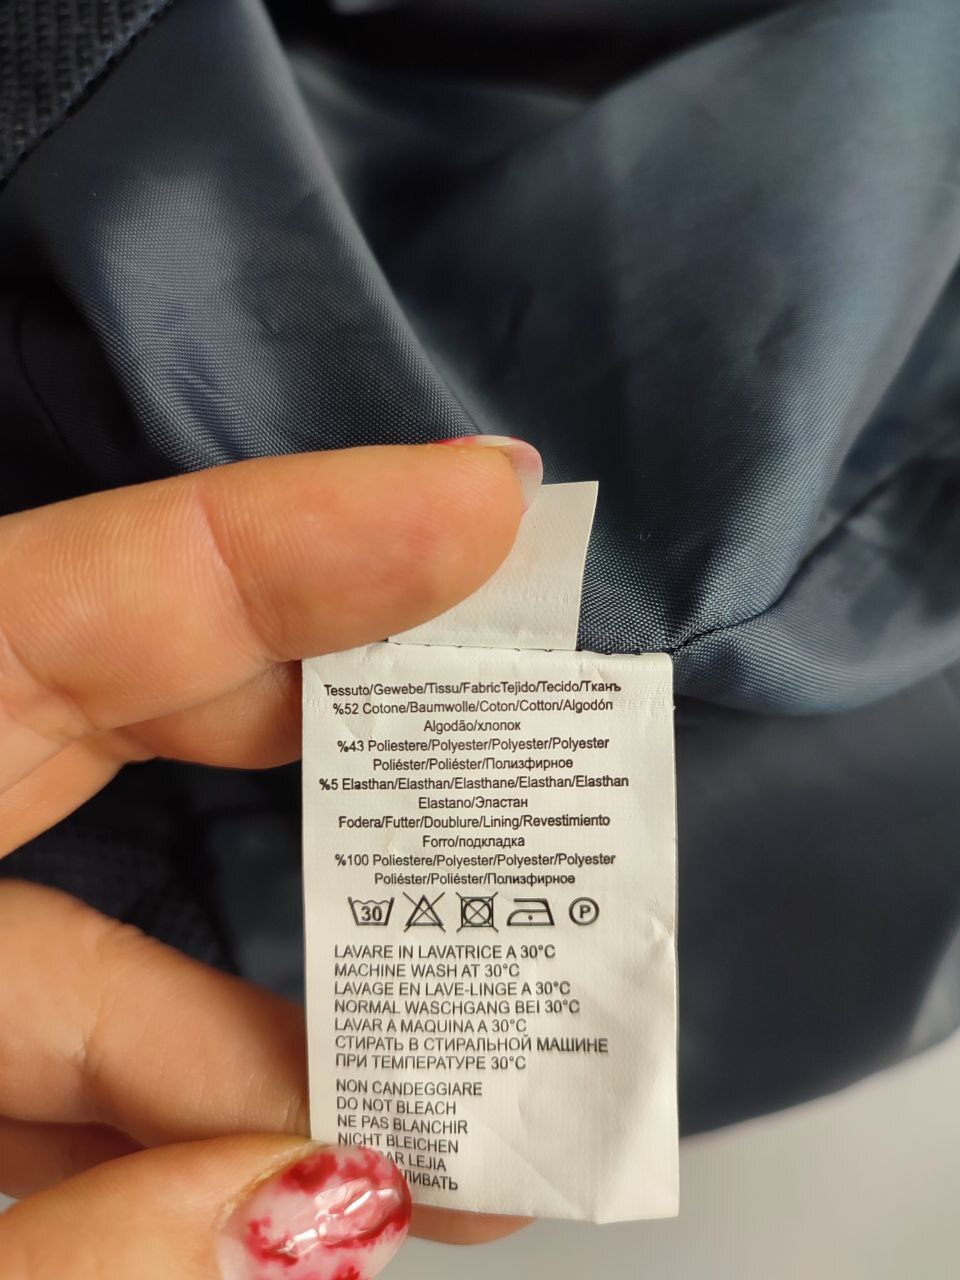 Tessuto/Gewebe/Tissu/FabricTejido/Tecido/Ткань
%52 Cotone/Baumwolle/Coton/Cotton/Algodón
Algodão/хлопок
%43 Poliestere/Polyester/Polyester/Polyester
Poliéster/Poliéster/Полиэфирное
%5 Elasthan/Elasthan/Elasthane/Elasthan/Elasthan
Elastano/Эластан
Fodera/Futter/Doublure/Lining/Revestimiento
Forro/подкладка
%100 Poliestere/Polyester/Polyester/Polyester
Poliéster/Poliéster/Полиэфирное
30 P
LAVARE IN LAVATRICE A 30°C
MACHINE WASH AT 30°C
LAVAGE EN LAVE-LINGE A 30°C
NORMAL WASCHGANG BEI 30°C
LAVAR A MAQUINA A 30°C
СТИРАТЬ В СТИРАЛЬНОЙ МАШИНЕ
ПРИ ТЕМПЕРАТУРЕ 30°C
NON CANDEGGIARE
DO NOT BLEACH
NE PAS BLANCHIR
NICHT BLEICHEN
LEJIA